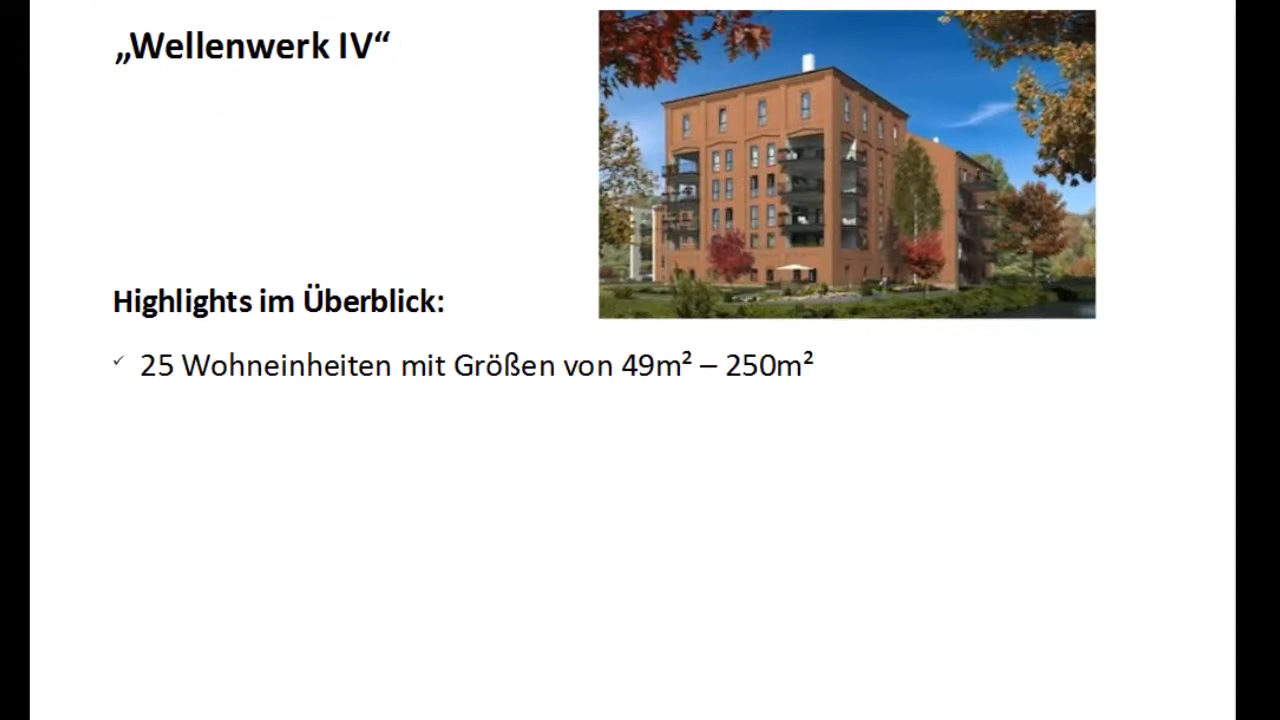 „Wellenwerk IV“
Highlights im Überblick:
✓ 25 Wohneinheiten mit Größen von 49m² – 250m²